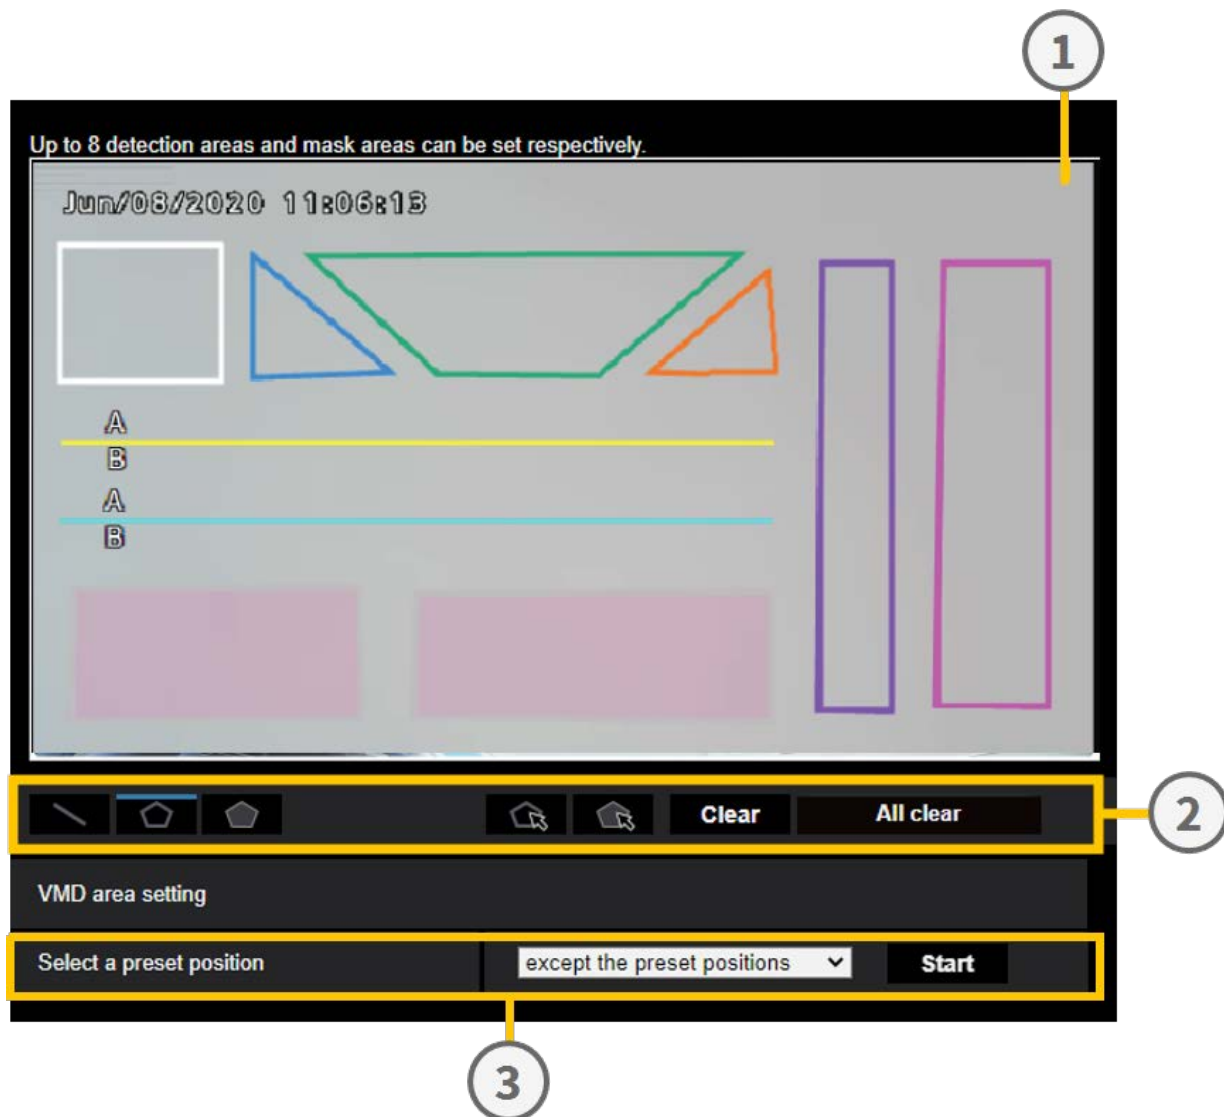 1
Up to 8 detection areas and mask areas can be set respectively.
Jun/08/2020 11:06:13
A
B
A
B
Clear All clear
2
VMD area setting
Select a preset position except the preset positions Start
3